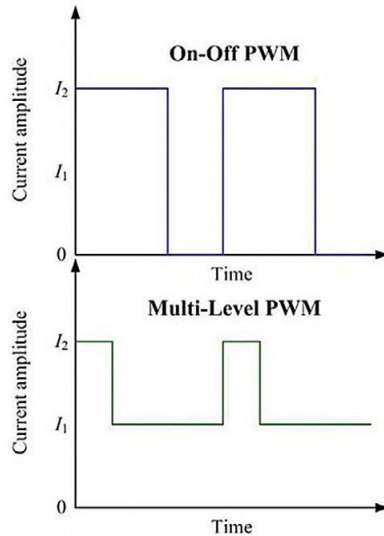 On-Off PWM
Current amplitude
I₂
I₁
0
Time
Multi-Level PWM
Current amplitude
I₂
I₁
0
Time